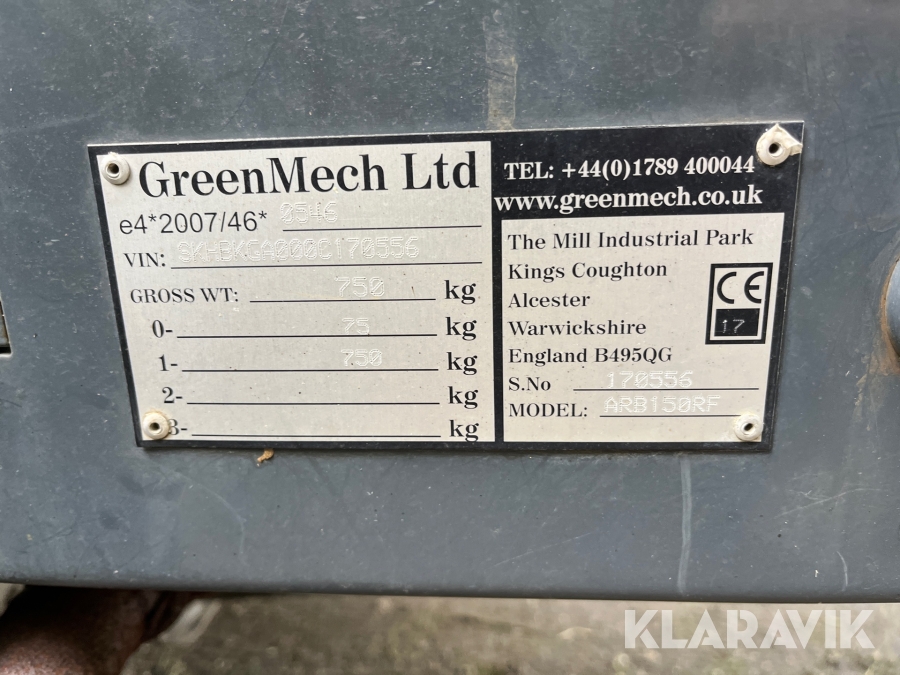 GreenMech Ltd
e4*2007/46* 0546
VIN: SKHBKGA000G170556
GROSS WT: 750 kg
0- 75 kg
1- 750 kg
2- kg
3- kg
TEL: +44(0)1789 400044
www.greenmech.co.uk
The Mill Industrial Park
Kings Coughton
Alcester
Warwickshire
England B495QG
CE
17
S.No 170556
MODEL: ARB150RF
KLARAVIK